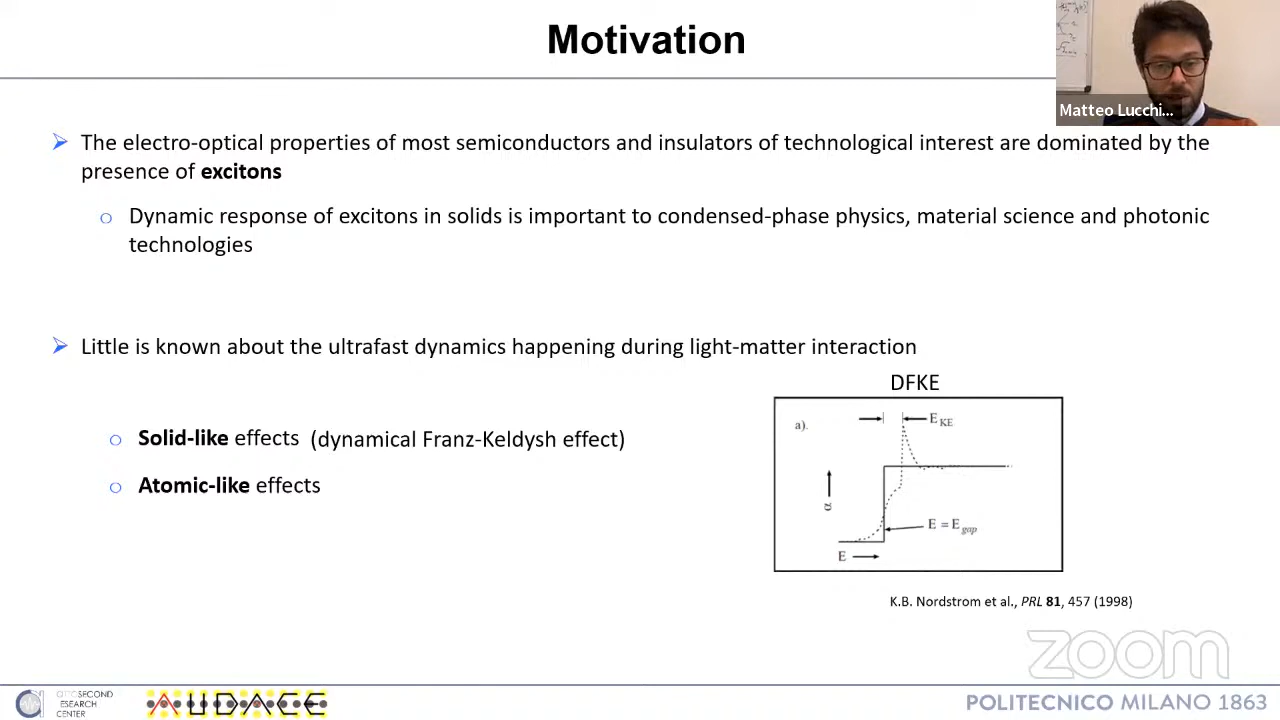 Motivation
Matteo Lucchi...
The electro-optical properties of most semiconductors and insulators of technological interest are dominated by the
presence of excitons
Dynamic response of excitons in solids is important to condensed-phase physics, material science and photonic
technologies
Little is known about the ultrafast dynamics happening during light-matter interaction
DFKE
a).
E KE
Solid-like effects (dynamical Franz-Keldysh effect)
Atomic-like effects
α
E = E gap
E
K.B. Nordstrom et al., PRL 81, 457 (1998)
zoom
AUDACE
POLITECNICO MILANO 1863
CENTER